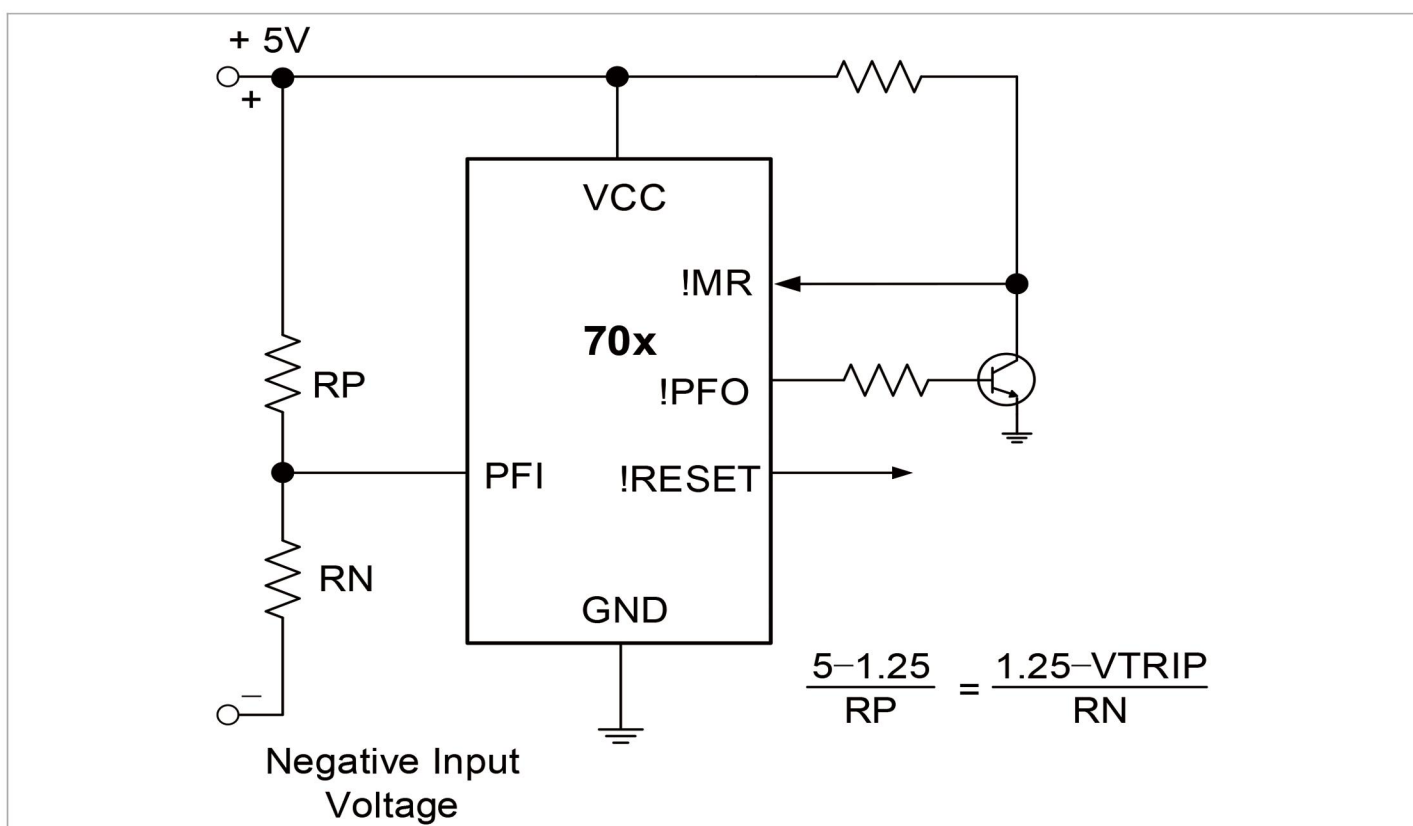 + 5V
+
VCC
!MR
70x
RP
!PFO
PFI
!RESET
RN
GND
5–1.25
RP
=
1.25–VTRIP
RN
–
Negative Input
Voltage